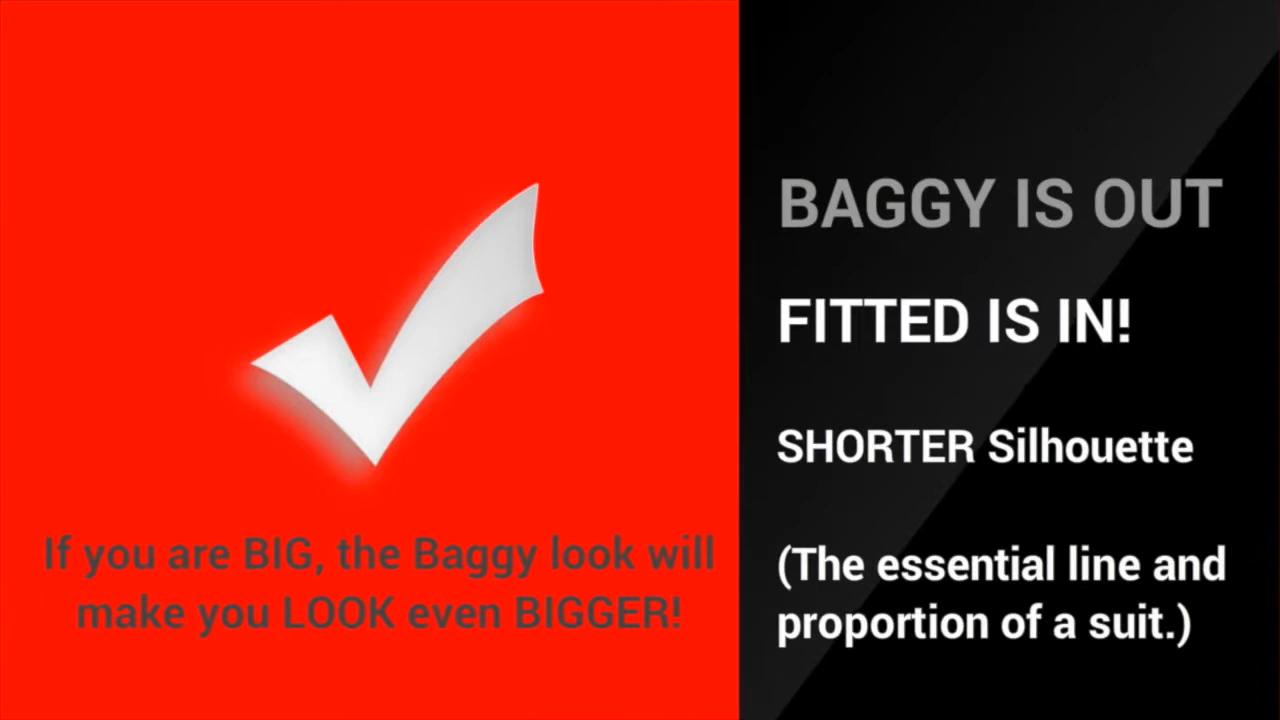 If you are BIG, the Baggy look will
make you LOOK even BIGGER!
BAGGY IS OUT
FITTED IS IN!
SHORTER Silhouette
(The essential line and
proportion of a suit.)